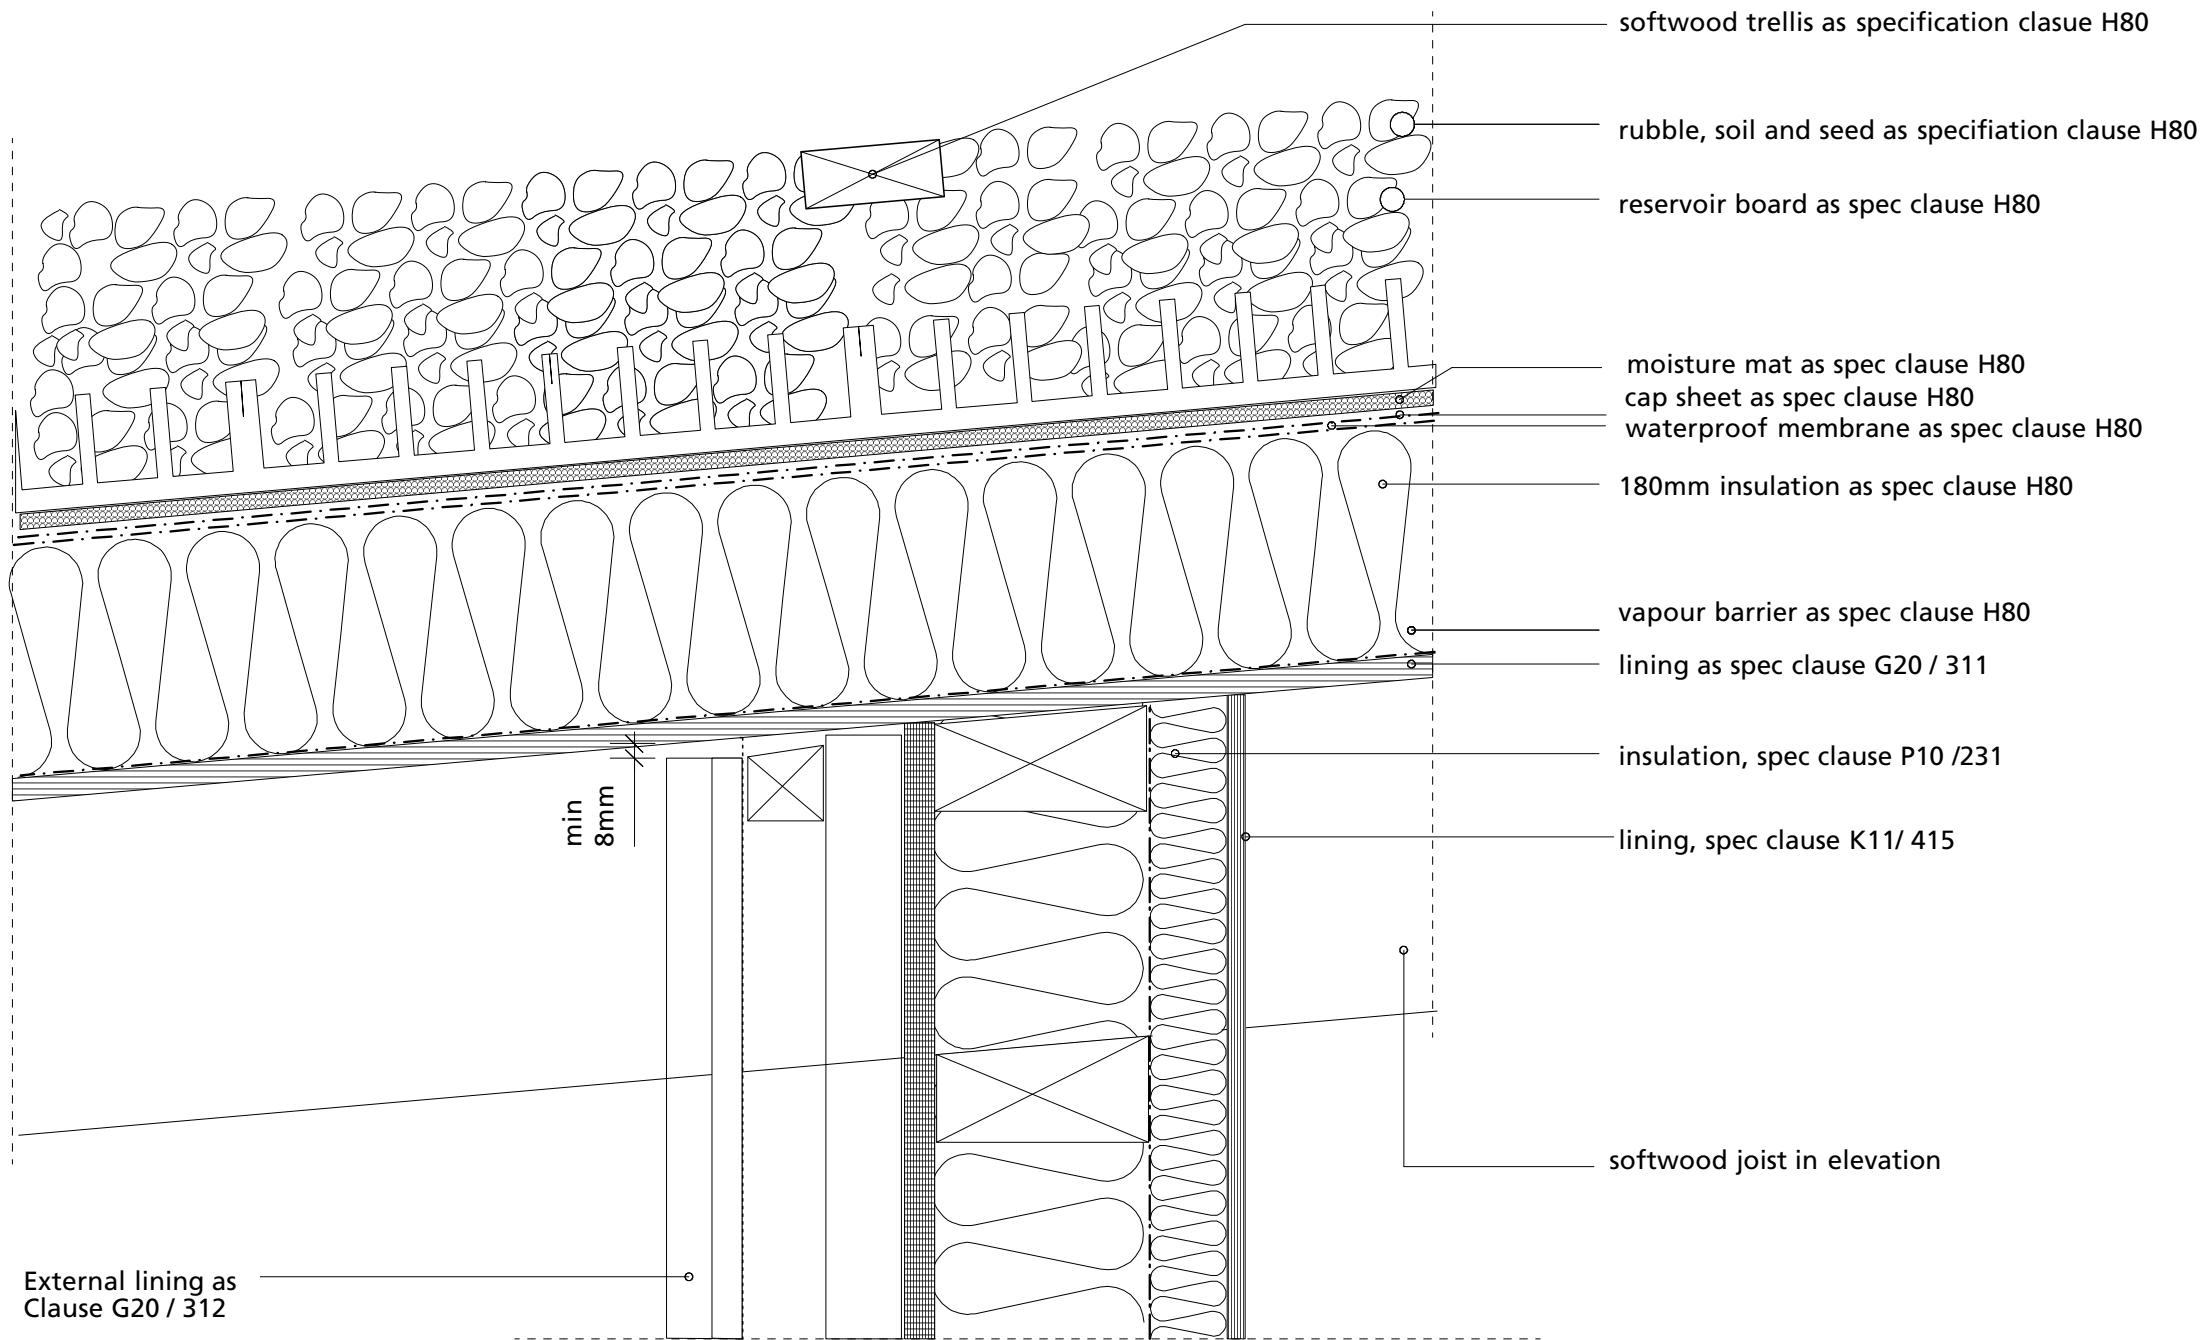 softwood trellis as specification clasue H80
rubble, soil and seed as specifiation clause H80
reservoir board as spec clause H80
moisture mat as spec clause H80
cap sheet as spec clause H80
waterproof membrane as spec clause H80
180mm insulation as spec clause H80
vapour barrier as spec clause H80
lining as spec clause G20 / 311
insulation, spec clause P10 /231
min
8mm
lining, spec clause K11/ 415
softwood joist in elevation
External lining as
Clause G20 / 312